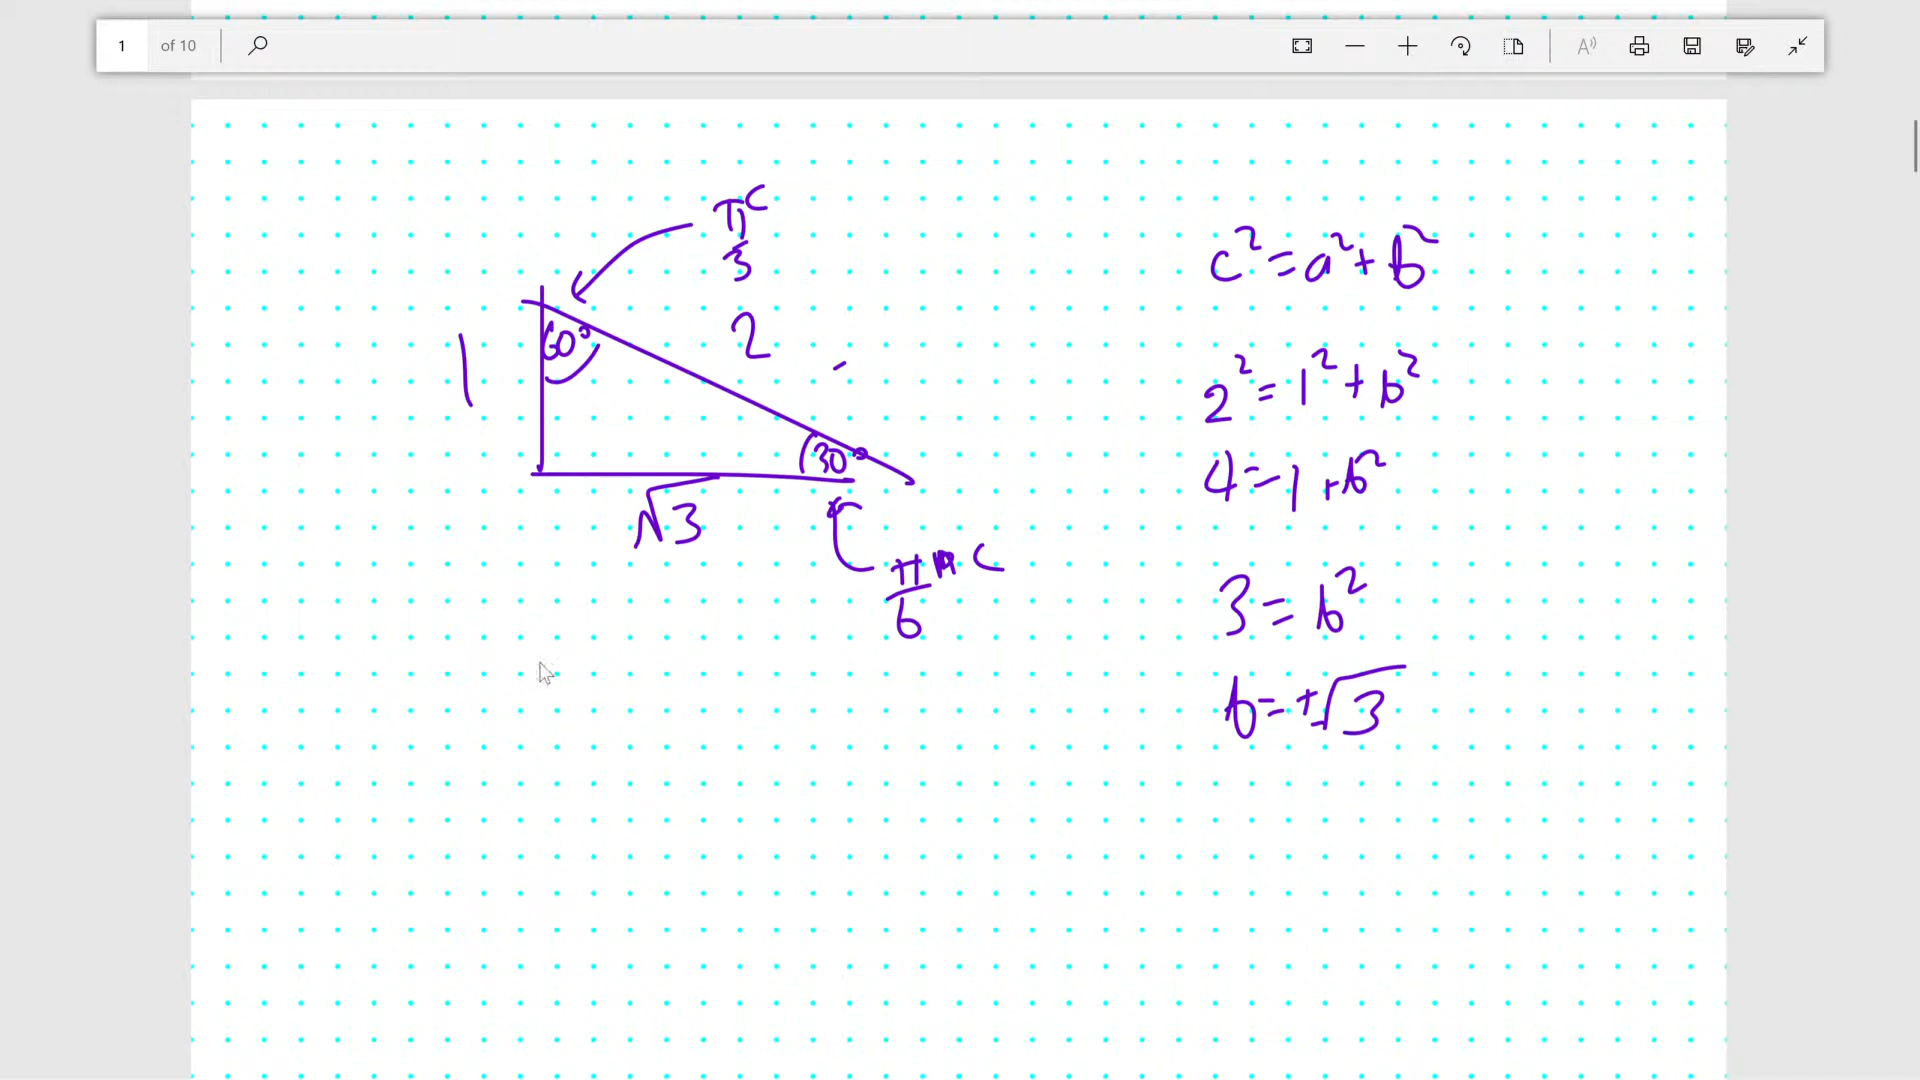 1 of 10
π^c
3
2
60°
1
30°
√3
π c
6
c² = a² + b²
2² = 1² + b²
4 = 1 + b²
3 = b²
b = ±√3